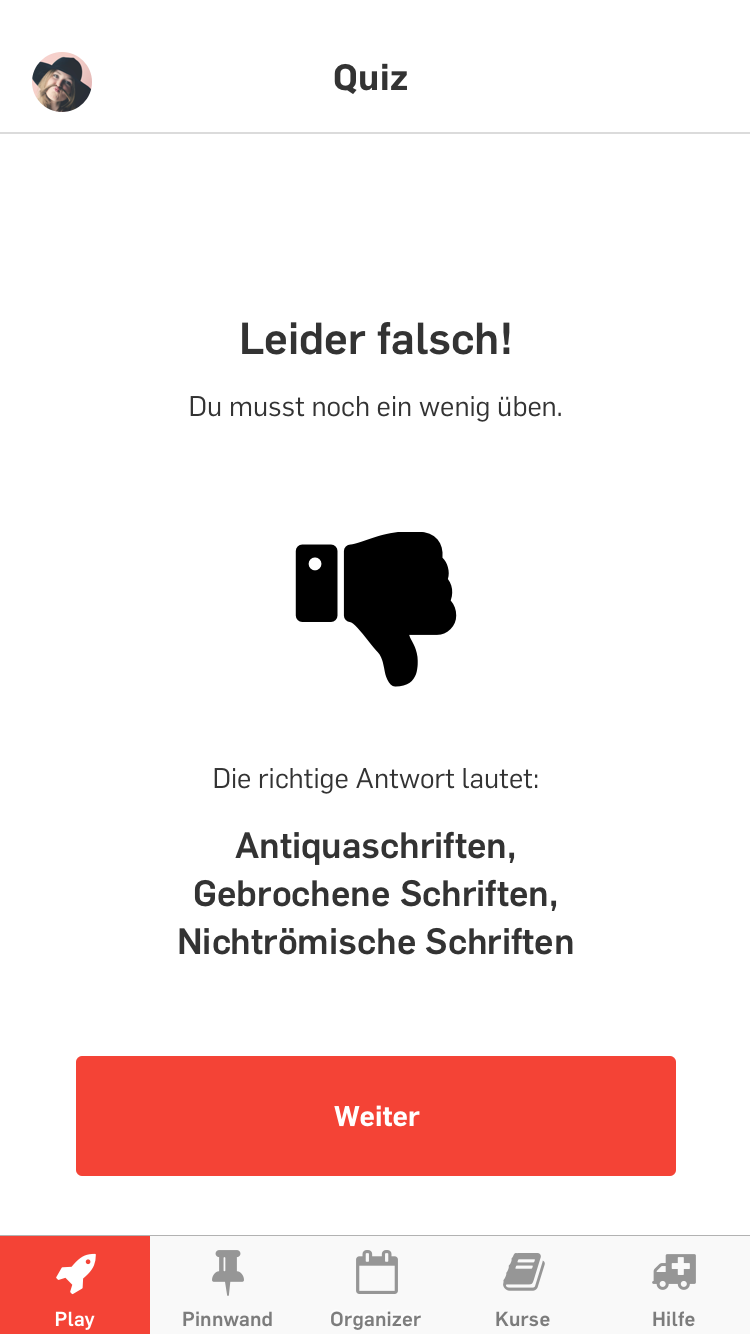 Quiz
Leider falsch!
Du musst noch ein wenig üben.
Die richtige Antwort lautet:
Antiquaschriften,
Gebrochene Schriften,
Nichtrömische Schriften
Weiter
Play
Pinnwand
Organizer
Kurse
Hilfe